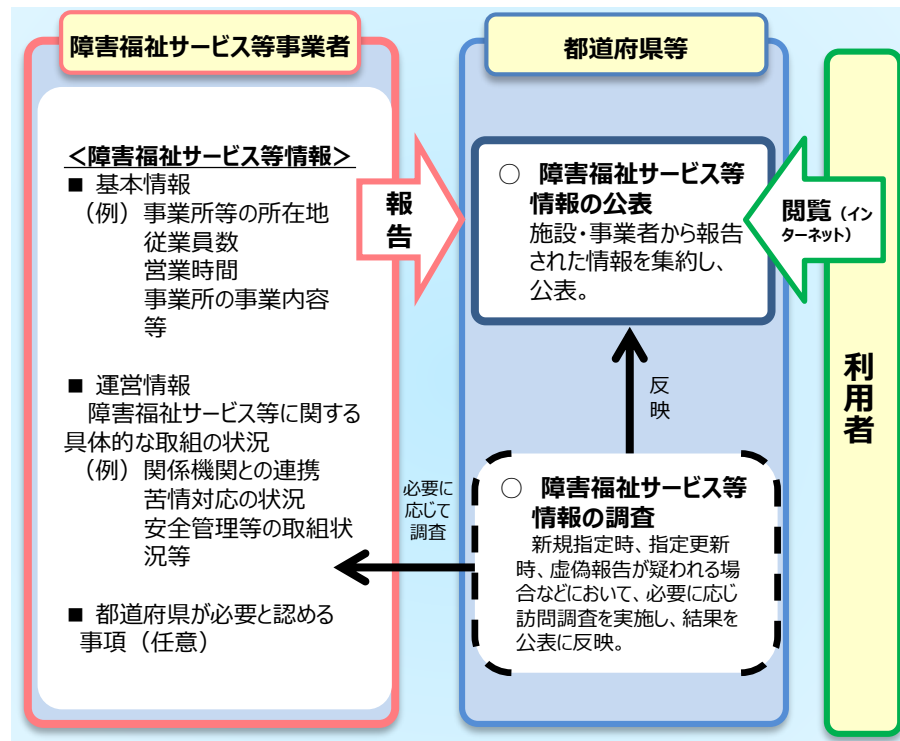 障害福祉サービス等事業者
＜障害福祉サービス等情報＞
■ 基本情報
（例）事業所等の所在地
従業員数
営業時間
事業所の事業内容
等
■ 運営情報
障害福祉サービス等に関する
具体的な取組の状況
（例）関係機関との連携
苦情対応の状況
安全管理等の取組状
況等
■ 都道府県が必要と認める
事項（任意）
報
告
都道府県等
○ 障害福祉サービス等
情報の公表
施設・事業者から報告
された情報を集約し、
公表。
反
映
必要に
応じて
調査
○ 障害福祉サービス等
情報の調査
新規指定時、指定更新
時、虚偽報告が疑われる場
合などにおいて、必要に応じ
訪問調査を実施し、結果を
公表に反映。
閲覧（イン
ターネット）
利
用
者